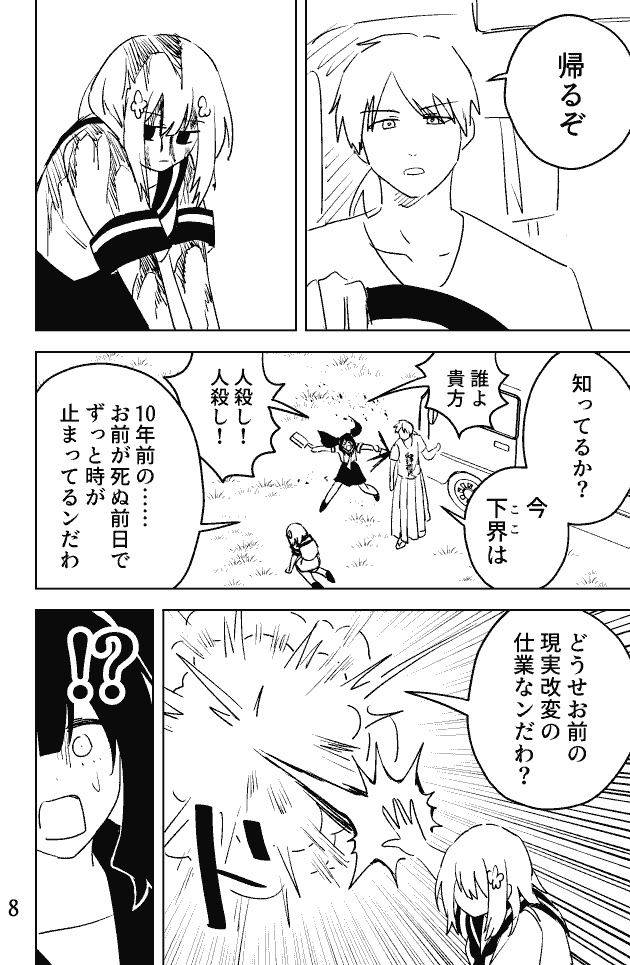 帰るぞ
知ってるか?
今
下界は
ここ
誰よ
貴方
人殺し!
人殺し!
10年前の……
お前が死ぬ前日で
ずっと時が
止まってるンだわ
どうせお前の
現実改変の
仕業なンだわ?
ド
!?
8